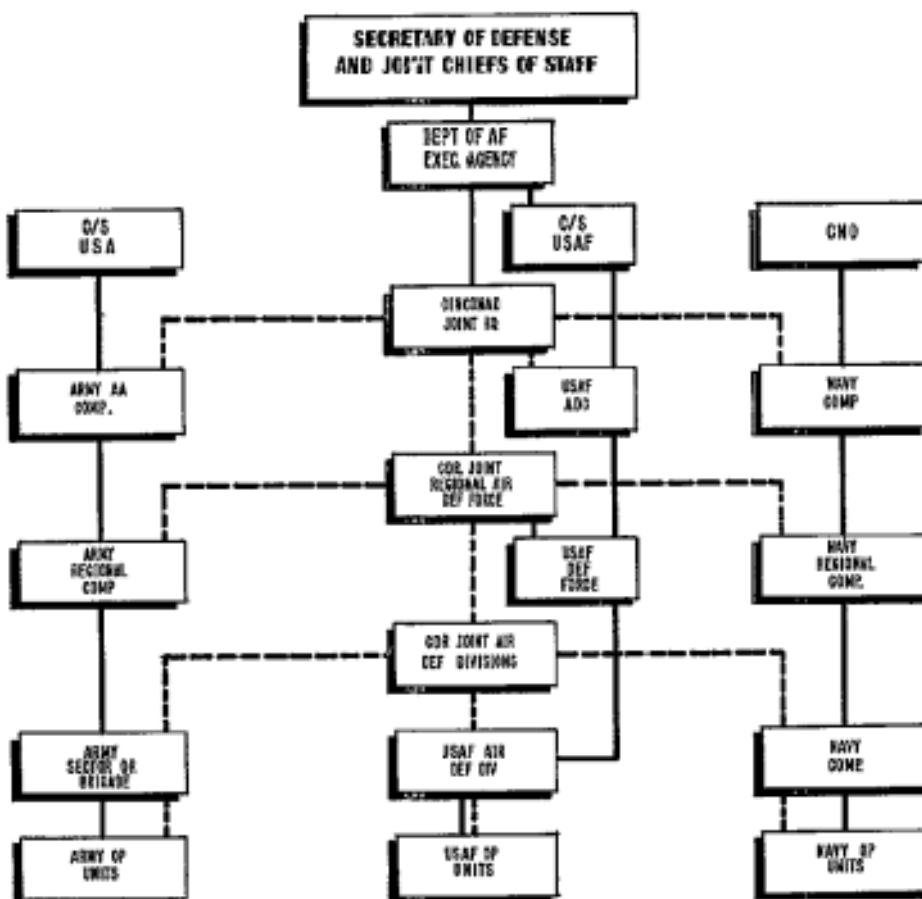 SECRETARY OF DEFENSE
AND JOINT CHIEFS OF STAFF
DEPT OF AF
EXEC. AGENCY
C/S
USA
C/S
USAF
CNO
CINCONAD
JOINT HQ
ARMY AA
COMP.
USAF
ADC
NAVY
COMP
CDR JOINT
REGIONAL AIR
DEF FORCE
ARMY
REGIONAL
COMP
USAF
DEF
FORCE
NAVY
REGIONAL
COMP.
CDR JOINT AIR
DEF DIVISIONS
ARMY
SECTOR OR
BRIGADE
USAF AIR
DEF DIV
NAVY
COMP
ARMY OP
UNITS
USAF OP
UNITS
NAVY OP
UNITS